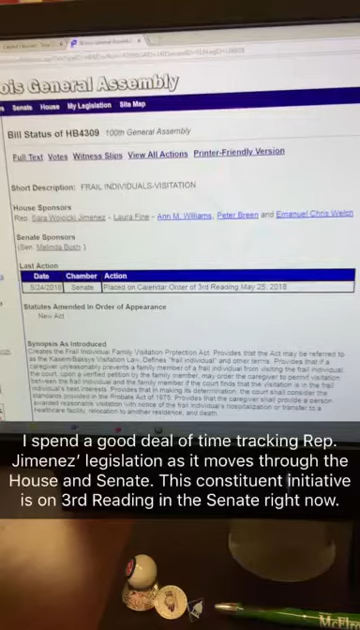 ois General Assembly
Senate House My Legislation Site Map
Bill Status of HB4309 100th General Assembly
Full Text Votes Witness Slips View All Actions Printer-Friendly Version
Short Description: FRAIL INDIVIDUALS-VISITATION
House Sponsors
Rep. Sara Wojcicki Jimenez - Laura Fine - Ann M. Williams, Peter Breen and Emanuel Chris Welch
Senate Sponsors
(Sen. Melinda Bush )
Last Action
Date Chamber Action
5/24/2018 Senate Placed on Calendar Order of 3rd Reading May 25, 2018
Statutes Amended In Order of Appearance
New Act
Synopsis As Introduced
Creates the Frail Individual Family Visitation Protection Act. Provides that the Act may be referred to
as the Kasem/Baksys Visitation Law. Defines "frail individual" and other terms. Provides that if a
caregiver unreasonably prevents a family member of a frail individual from visiting the frail individual,
the court, upon a verified petition by the family member, may order the caregiver to permit visitation
between the frail individual and the family member if the court finds that the visitation is in the frail
individual's best interests. Provides that in making its determination, the court shall consider the
standards provided in the Probate Act of 1975. Provides that the caregiver shall provide a person
awarded reasonable visitation with notice of the frail individual's hospitalization or transfer to a
healthcare facility, relocation to another residence, and death.
I spend a good deal of time tracking Rep.
Jimenez' legislation as it moves through the
House and Senate. This constituent initiative
is on 3rd Reading in the Senate right now.
McElro